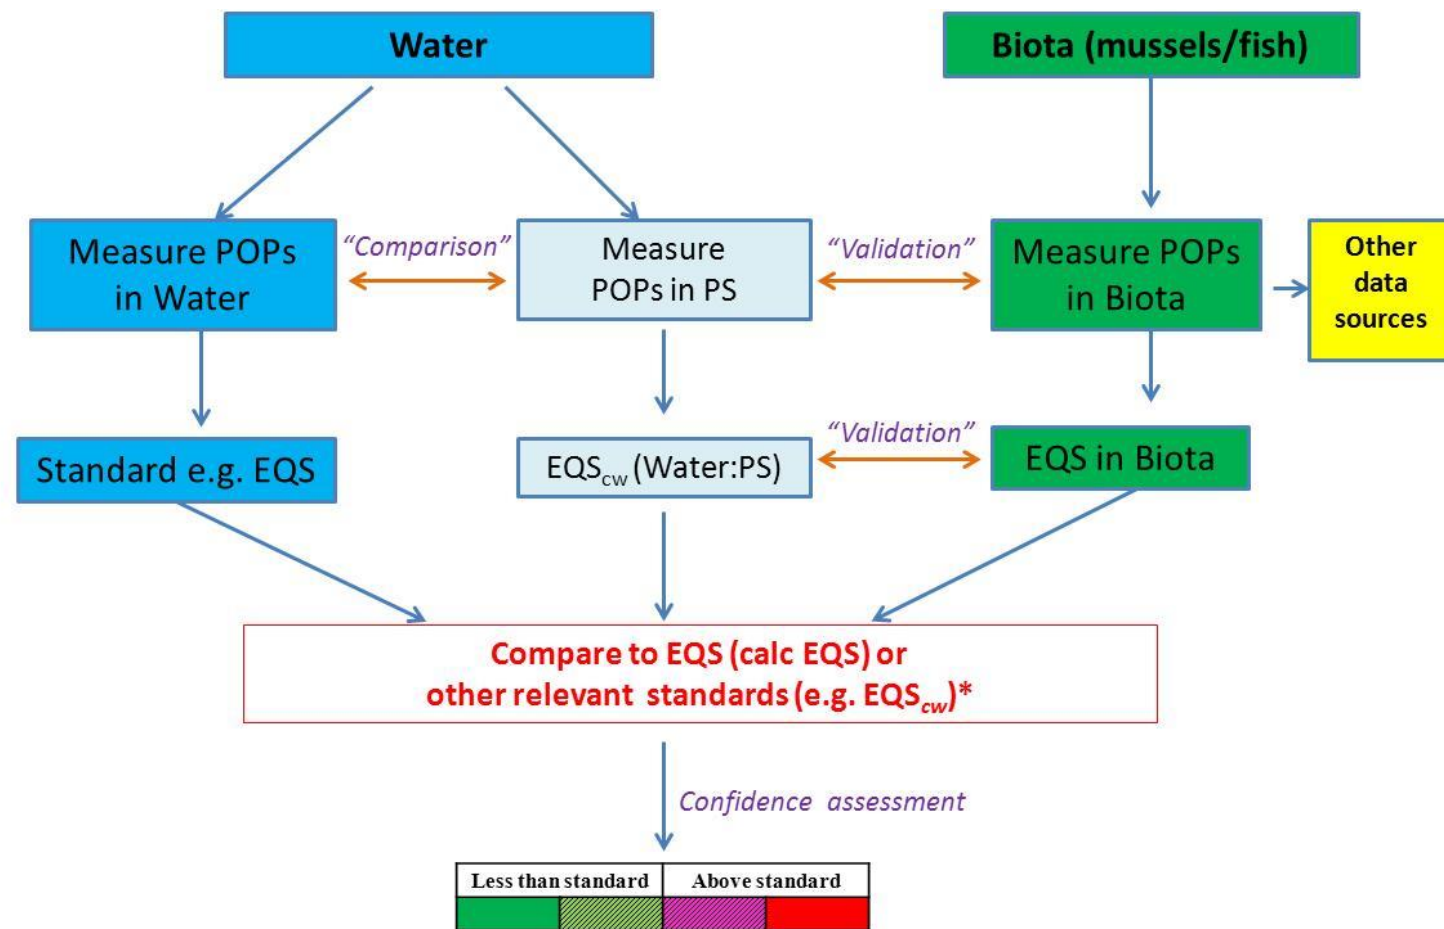 Water
Biota (mussels/fish)
Measure POPs
in Water
“Comparison”
Measure
POPs in PS
“Validation”
Measure POPs
in Biota
Other
data
sources
Standard e.g. EQS
EQScw (Water:PS)
“Validation”
EQS in Biota
Compare to EQS (calc EQS) or
other relevant standards (e.g. EQScw)*
Confidence assessment
Less than standard
Above standard